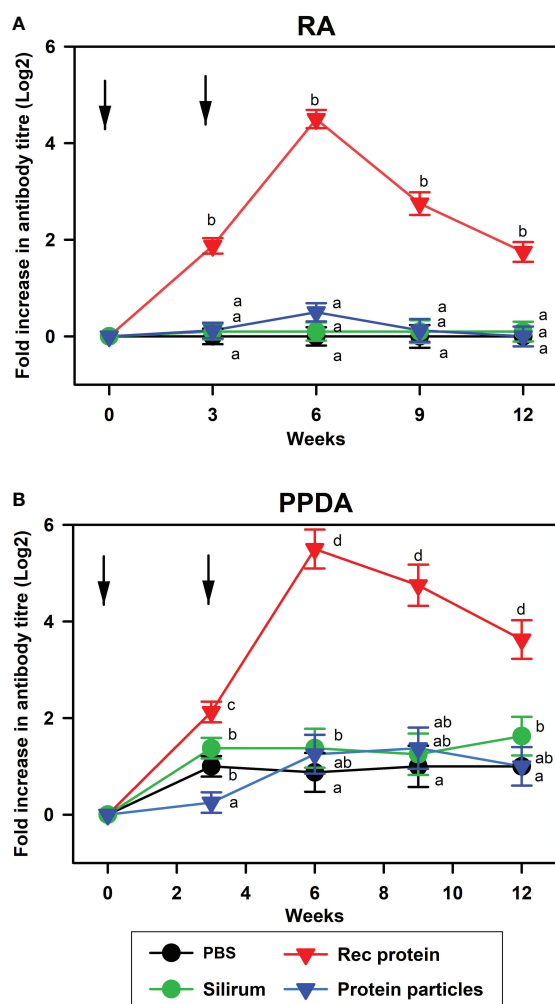 A
RA
Fold increase in antibody titre (Log2)
6
4
2
0
b
b
b
b
a
a
a
a
a
a
a
a
a
a
a
a
0 3 6 9 12
Weeks
B
PPDA
Fold increase in antibody titre (Log2)
6
4
2
0
d
d
d
c
b
b
a
b
ab
a
ab
ab
a
b
ab
a
0 2 4 6 8 10 12
Weeks
PBS Rec protein
Silirum Protein particles